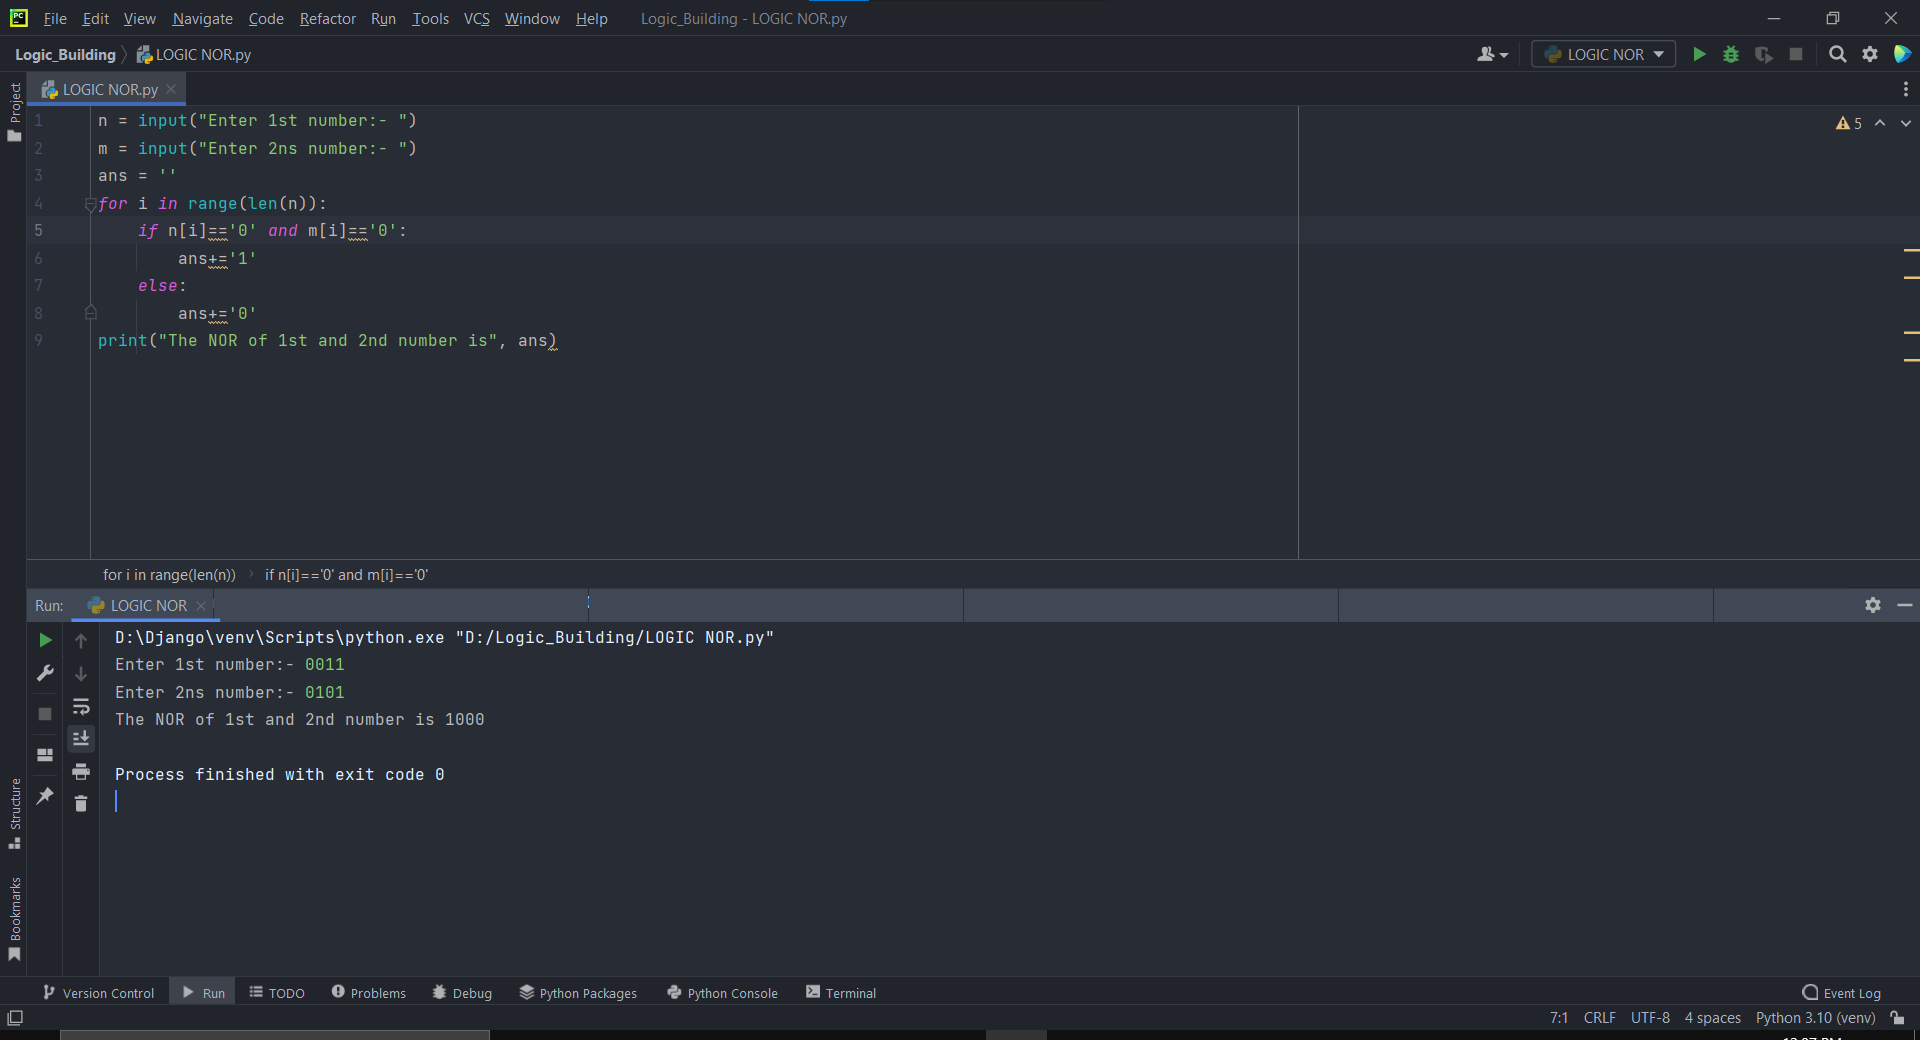 File Edit View Navigate Code Refactor Run Tools VCS Window Help Logic_Building - LOGIC NOR.py
Logic_Building LOGIC NOR.py LOGIC NOR
Project
LOGIC NOR.py
1 n = input("Enter 1st number:- ")
2 m = input("Enter 2ns number:- ")
3 ans = ''
4 for i in range(len(n)):
5     if n[i]=='0' and m[i]=='0':
6         ans+='1'
7     else:
8         ans+='0'
9 print("The NOR of 1st and 2nd number is", ans)
5
for i in range(len(n)) › if n[i]=='0' and m[i]=='0'
Run: LOGIC NOR
D:\Django\venv\Scripts\python.exe "D:/Logic_Building/LOGIC NOR.py"
Enter 1st number:- 0011
Enter 2ns number:- 0101
The NOR of 1st and 2nd number is 1000
Process finished with exit code 0
Structure
Bookmarks
Version Control Run TODO Problems Debug Python Packages Python Console Terminal Event Log
7:1 CRLF UTF-8 4 spaces Python 3.10 (venv)